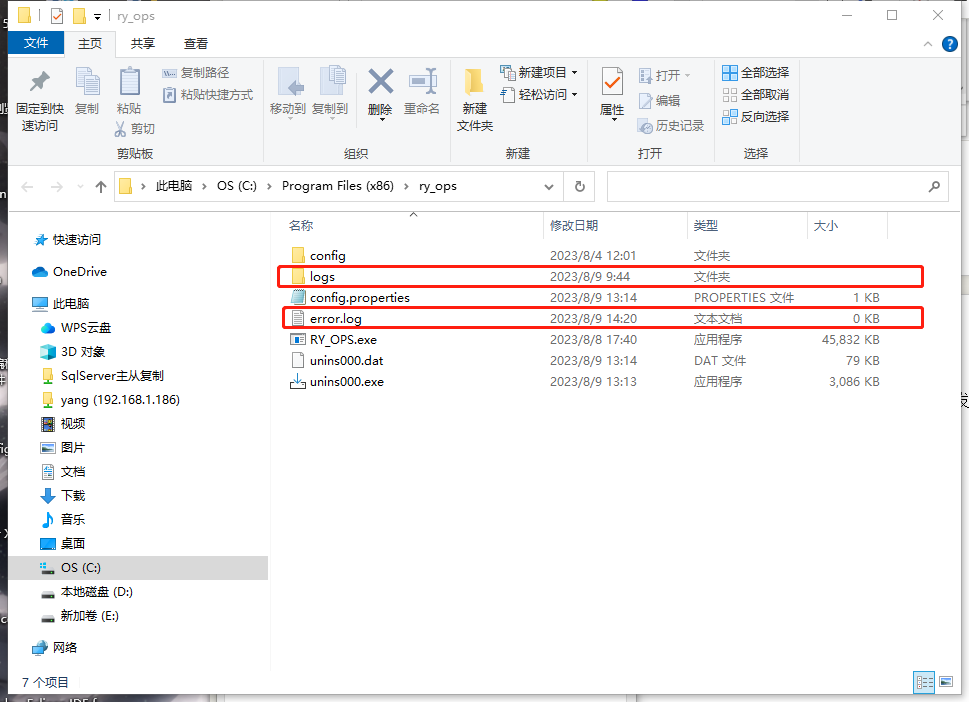 ry_ops
文件 主页 共享 查看
固定到快速访问
复制
粘贴
复制路径
粘贴快捷方式
剪切
剪贴板
移动到
复制到
删除
重命名
组织
新建文件夹
新建项目
轻松访问
新建
属性
打开
编辑
历史记录
打开
全部选择
全部取消
反向选择
选择
此电脑 › OS (C:) › Program Files (x86) › ry_ops
名称 修改日期 类型 大小
config 2023/8/4 12:01 文件夹
logs 2023/8/9 9:44 文件夹
config.properties 2023/8/9 13:14 PROPERTIES 文件 1 KB
error.log 2023/8/9 14:20 文本文档 0 KB
RY_OPS.exe 2023/8/8 17:40 应用程序 45,832 KB
unins000.dat 2023/8/9 13:14 DAT 文件 79 KB
unins000.exe 2023/8/9 13:13 应用程序 3,086 KB
快速访问
OneDrive
此电脑
WPS云盘
3D 对象
SqlServer主从复制
yang (192.168.1.186)
视频
图片
文档
下载
音乐
桌面
OS (C:)
本地磁盘 (D:)
新加卷 (E:)
网络
7 个项目